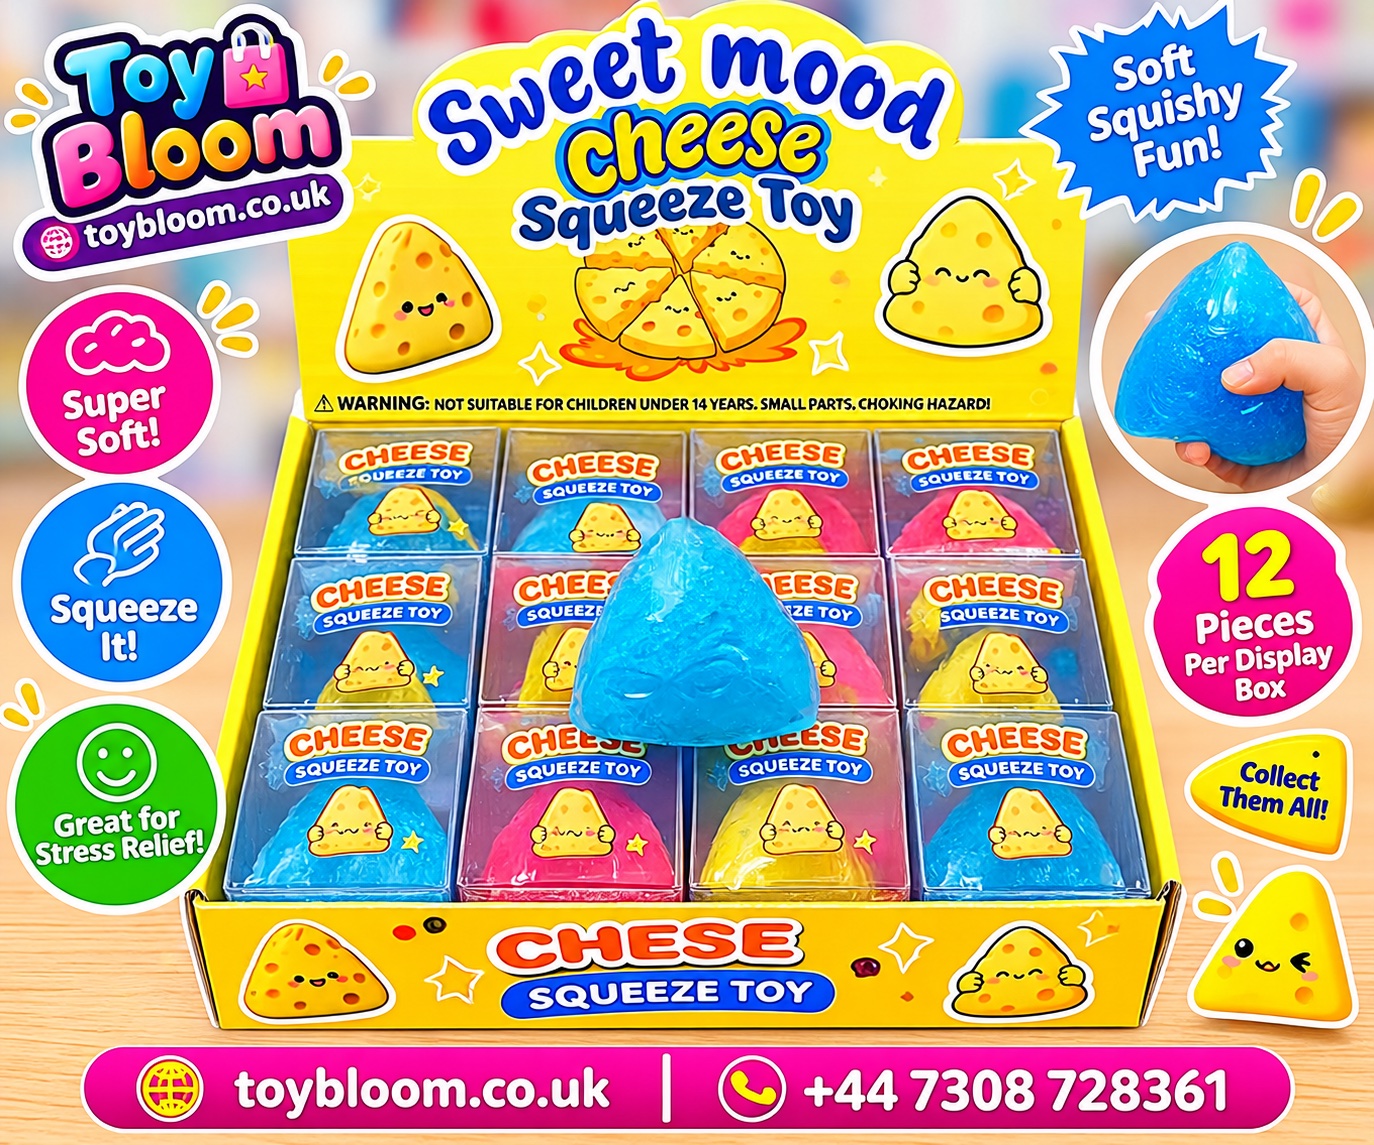 Toy
Bloom
toybloom.co.uk
Sweet mood
cheese
Squeeze Toy
Soft
Squishy
Fun!
WARNING: NOT SUITABLE FOR CHILDREN UNDER 14 YEARS. SMALL PARTS. CHOKING HAZARD!
Super
Soft!
Squeeze
It!
Great for
Stress Relief!
CHEESE
SQUEEZE TOY
CHEESE
SQUEEZE TOY
CHEESE
SQUEEZE TOY
CHEESE
SQUEEZE TOY
CHEESE
SQUEEZE TOY
CHEESE
SQUEEZE TOY
CHEESE
SQUEEZE TOY
CHEESE
SQUEEZE TOY
CHEESE
SQUEEZE TOY
CHEESE
SQUEEZE TOY
12
Pieces
Per Display
Box
Collect
Them All!
CHESE
SQUEEZE TOY
toybloom.co.uk
+44 7308 728361